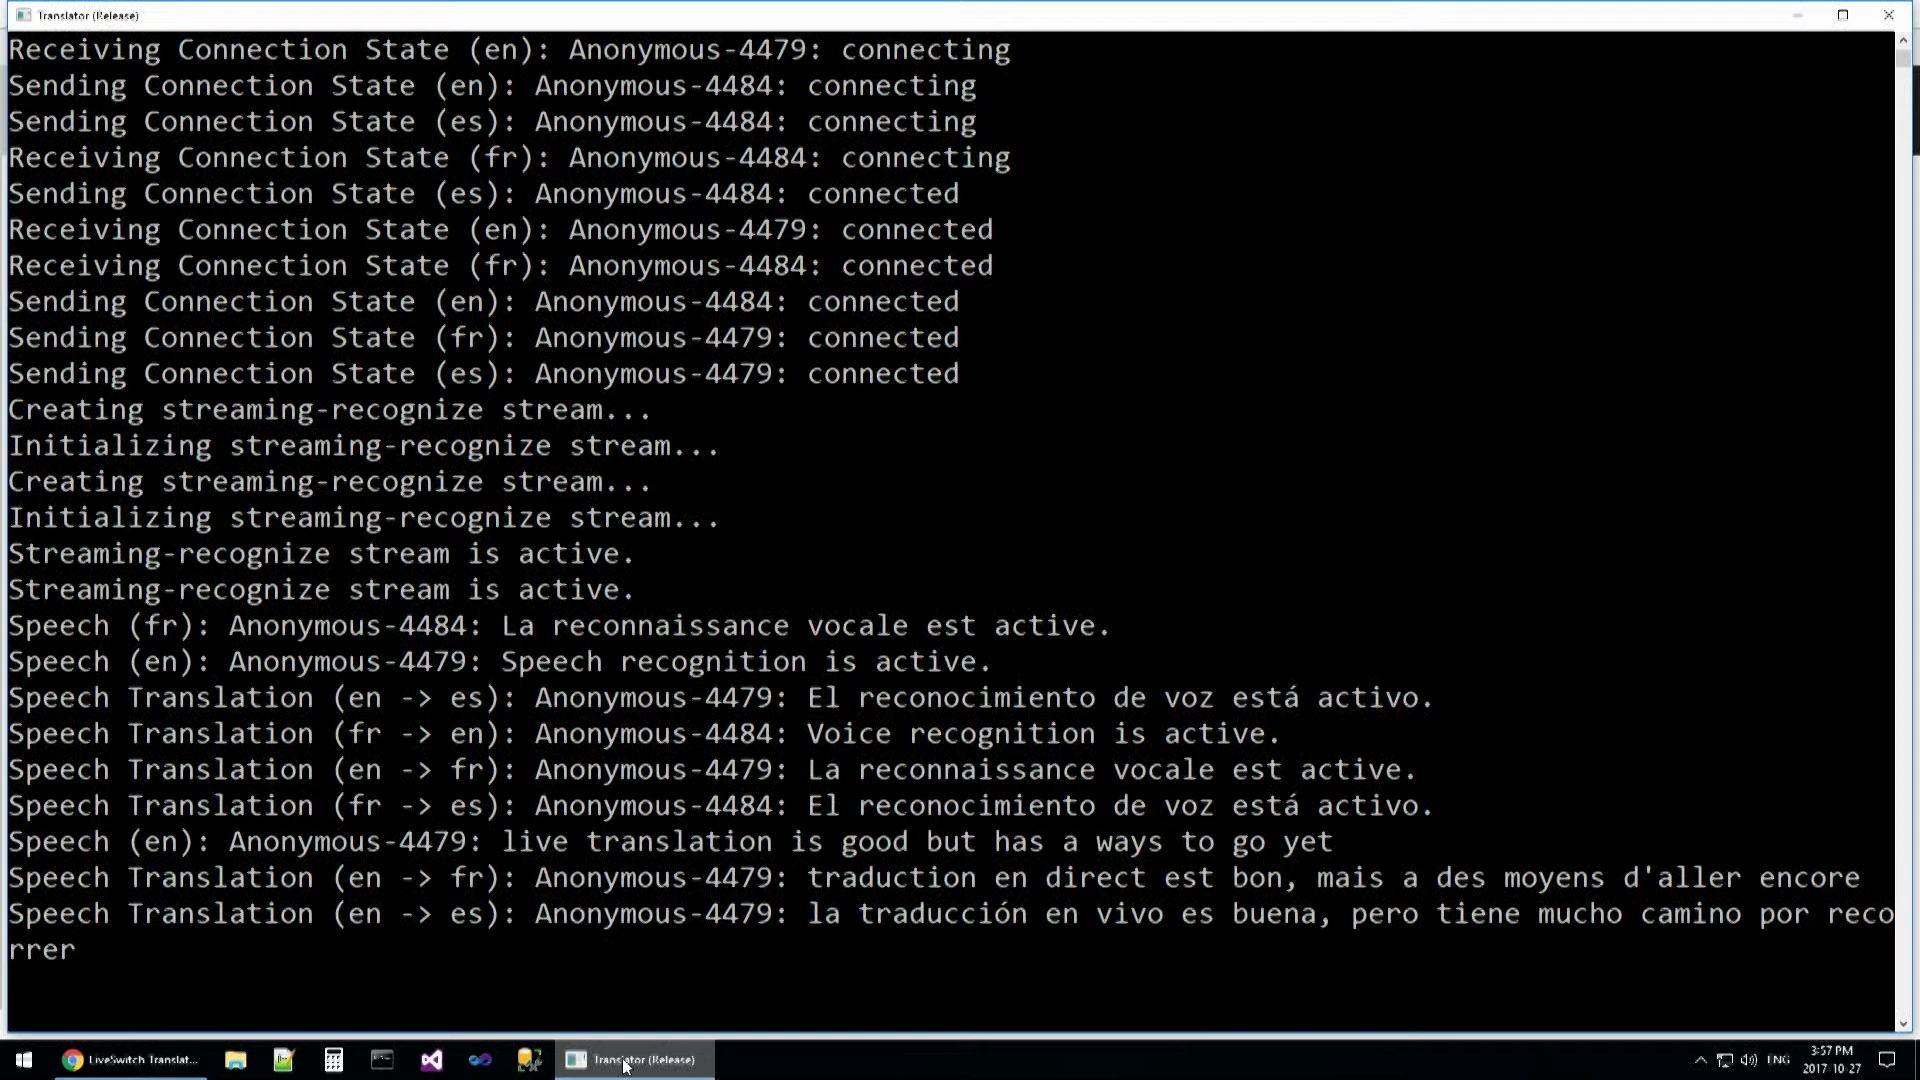 Translator (Release)
Receiving Connection State (en): Anonymous-4479: connecting
Sending Connection State (en): Anonymous-4484: connecting
Sending Connection State (es): Anonymous-4484: connecting
Receiving Connection State (fr): Anonymous-4484: connecting
Sending Connection State (es): Anonymous-4484: connected
Receiving Connection State (en): Anonymous-4479: connected
Receiving Connection State (fr): Anonymous-4484: connected
Sending Connection State (en): Anonymous-4484: connected
Sending Connection State (fr): Anonymous-4479: connected
Sending Connection State (es): Anonymous-4479: connected
Creating streaming-recognize stream...
Initializing streaming-recognize stream...
Creating streaming-recognize stream...
Initializing streaming-recognize stream...
Streaming-recognize stream is active.
Streaming-recognize stream is active.
Speech (fr): Anonymous-4484: La reconnaissance vocale est active.
Speech (en): Anonymous-4479: Speech recognition is active.
Speech Translation (en -> es): Anonymous-4479: El reconocimiento de voz está activo.
Speech Translation (fr -> en): Anonymous-4484: Voice recognition is active.
Speech Translation (en -> fr): Anonymous-4479: La reconnaissance vocale est active.
Speech Translation (fr -> es): Anonymous-4484: El reconocimiento de voz está activo.
Speech (en): Anonymous-4479: live translation is good but has a ways to go yet
Speech Translation (en -> fr): Anonymous-4479: traduction en direct est bon, mais a des moyens d'aller encore
Speech Translation (en -> es): Anonymous-4479: la traducción en vivo es buena, pero tiene mucho camino por reco
rrer
LiveSwitch Translat... Translator (Release) ENG 3:57 PM
2017-10-27